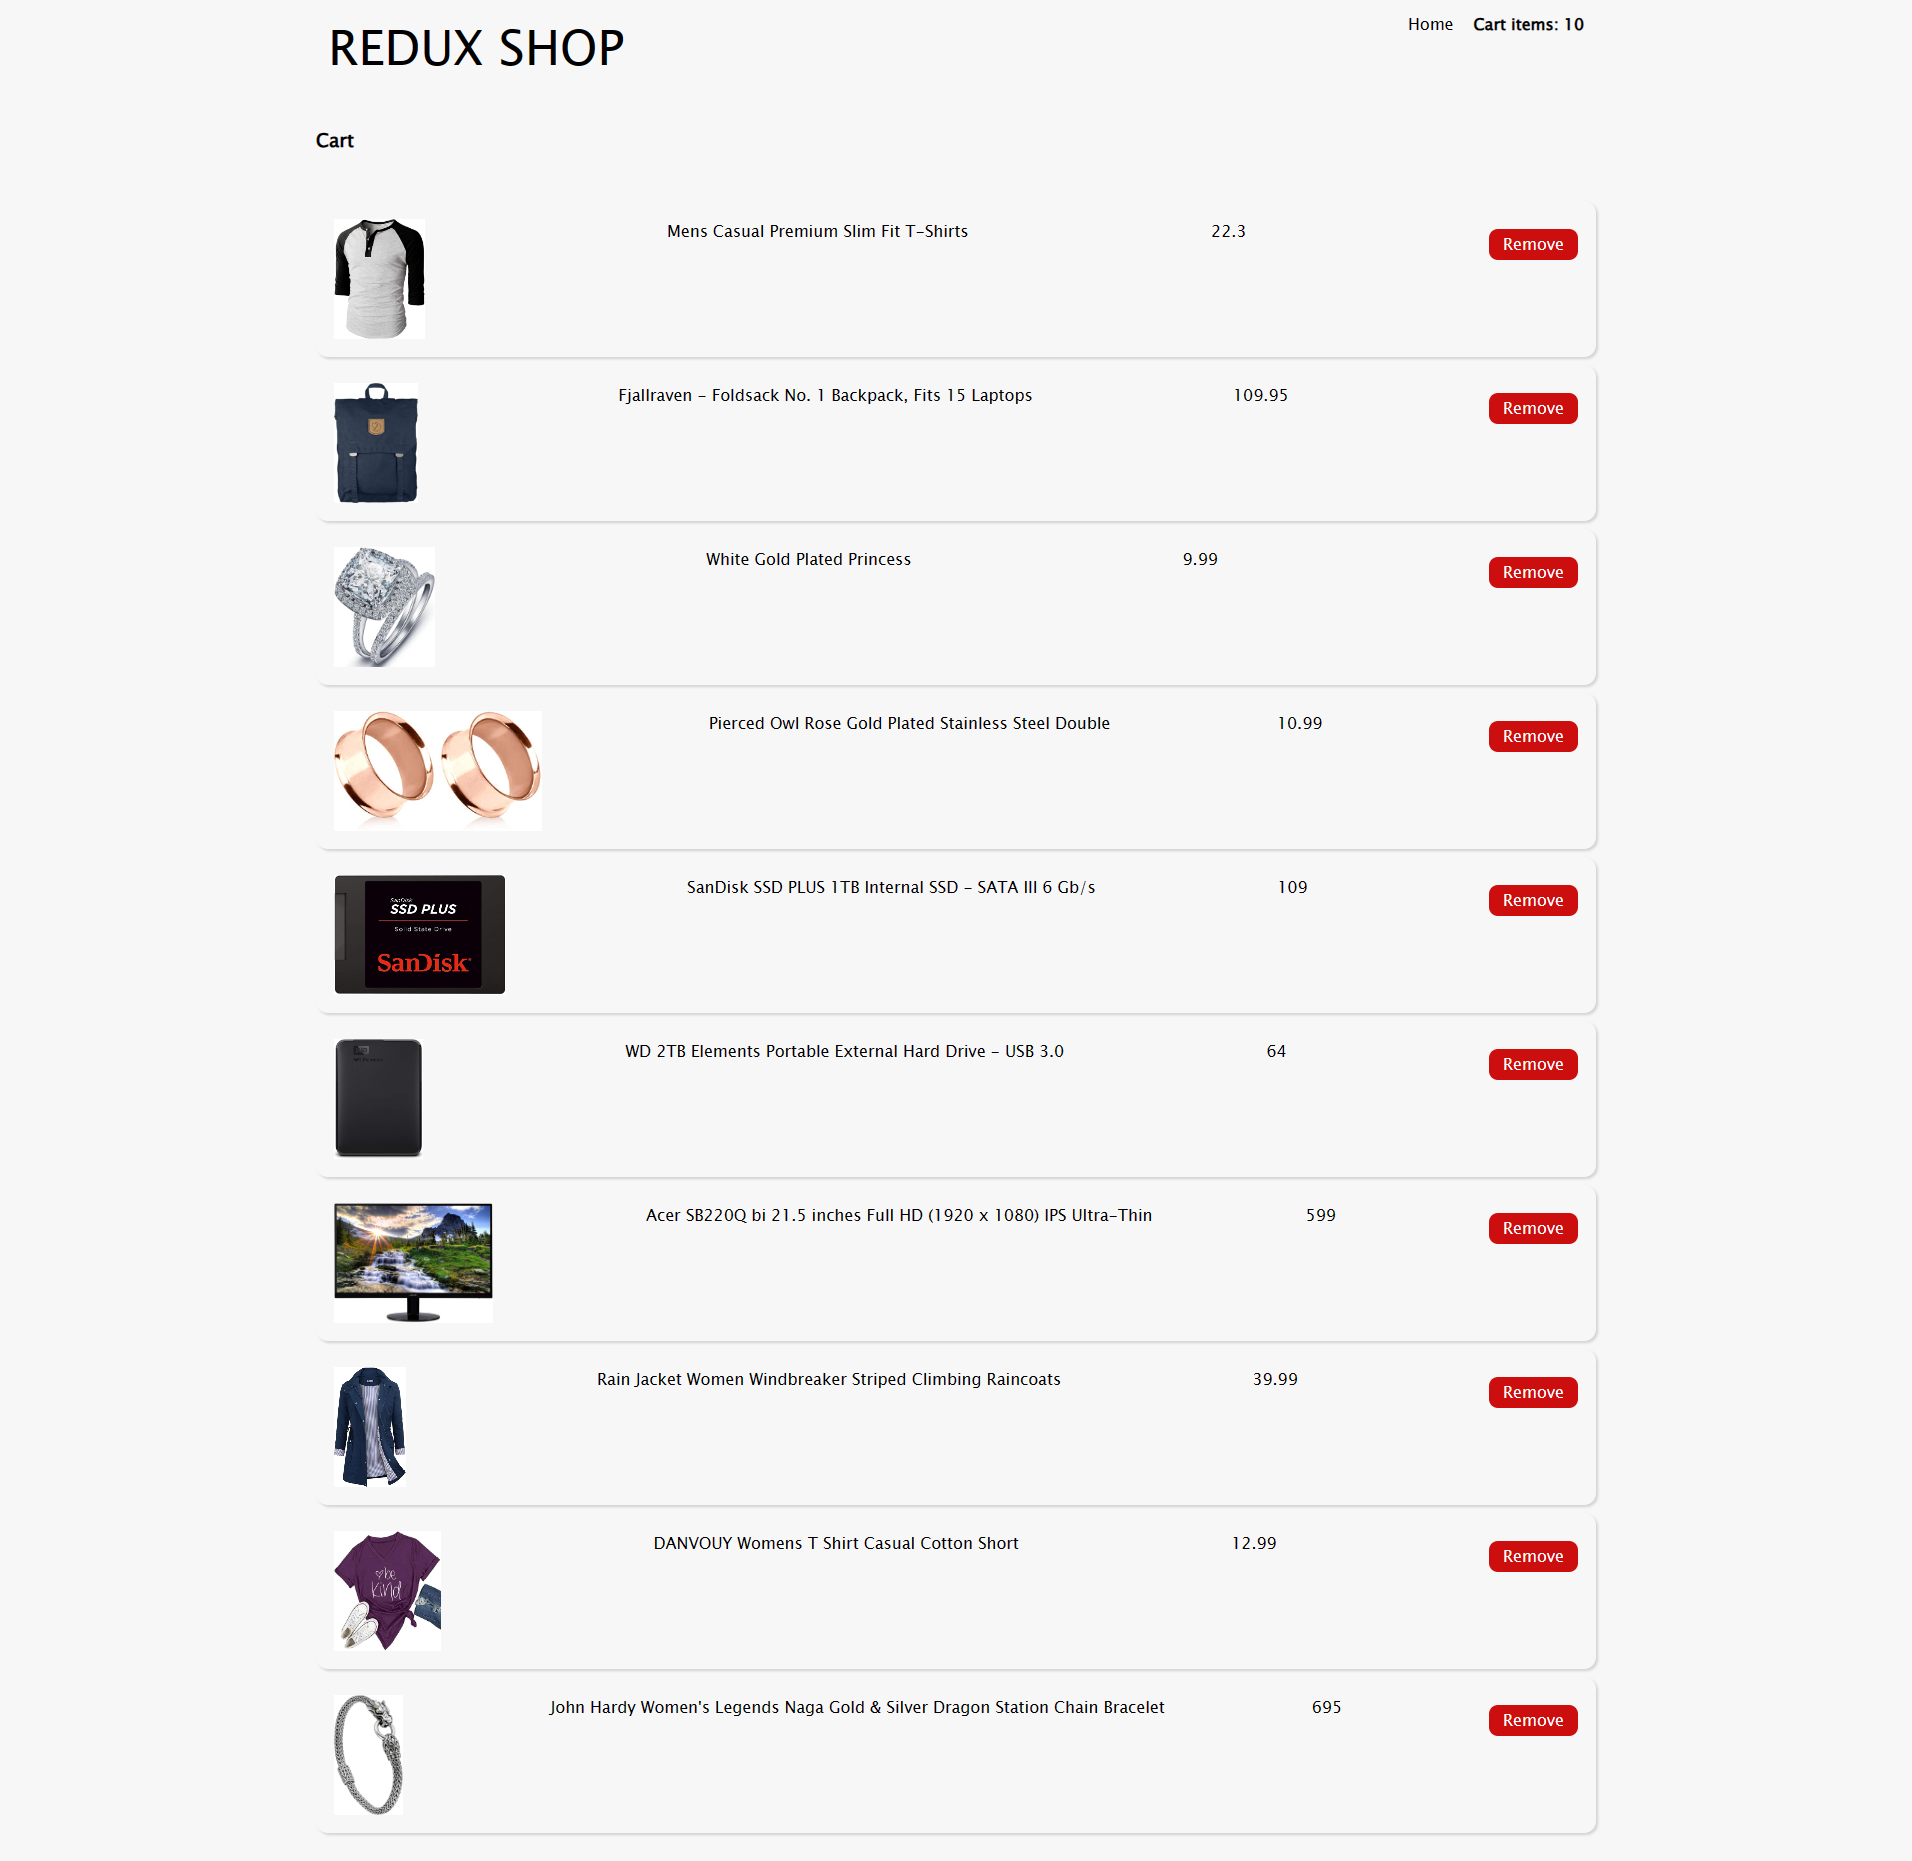 REDUX SHOP
Home Cart items: 10
Cart
Mens Casual Premium Slim Fit T-Shirts 22.3 Remove
Fjallraven - Foldsack No. 1 Backpack, Fits 15 Laptops 109.95 Remove
White Gold Plated Princess 9.99 Remove
Pierced Owl Rose Gold Plated Stainless Steel Double 10.99 Remove
SanDisk SSD PLUS 1TB Internal SSD - SATA III 6 Gb/s 109 Remove
SanDisk
SSD PLUS
Solid State Drive
SanDisk
WD 2TB Elements Portable External Hard Drive - USB 3.0 64 Remove
Acer SB220Q bi 21.5 inches Full HD (1920 x 1080) IPS Ultra-Thin 599 Remove
Rain Jacket Women Windbreaker Striped Climbing Raincoats 39.99 Remove
DANVOUY Womens T Shirt Casual Cotton Short 12.99 Remove
be
kind
John Hardy Women's Legends Naga Gold & Silver Dragon Station Chain Bracelet 695 Remove